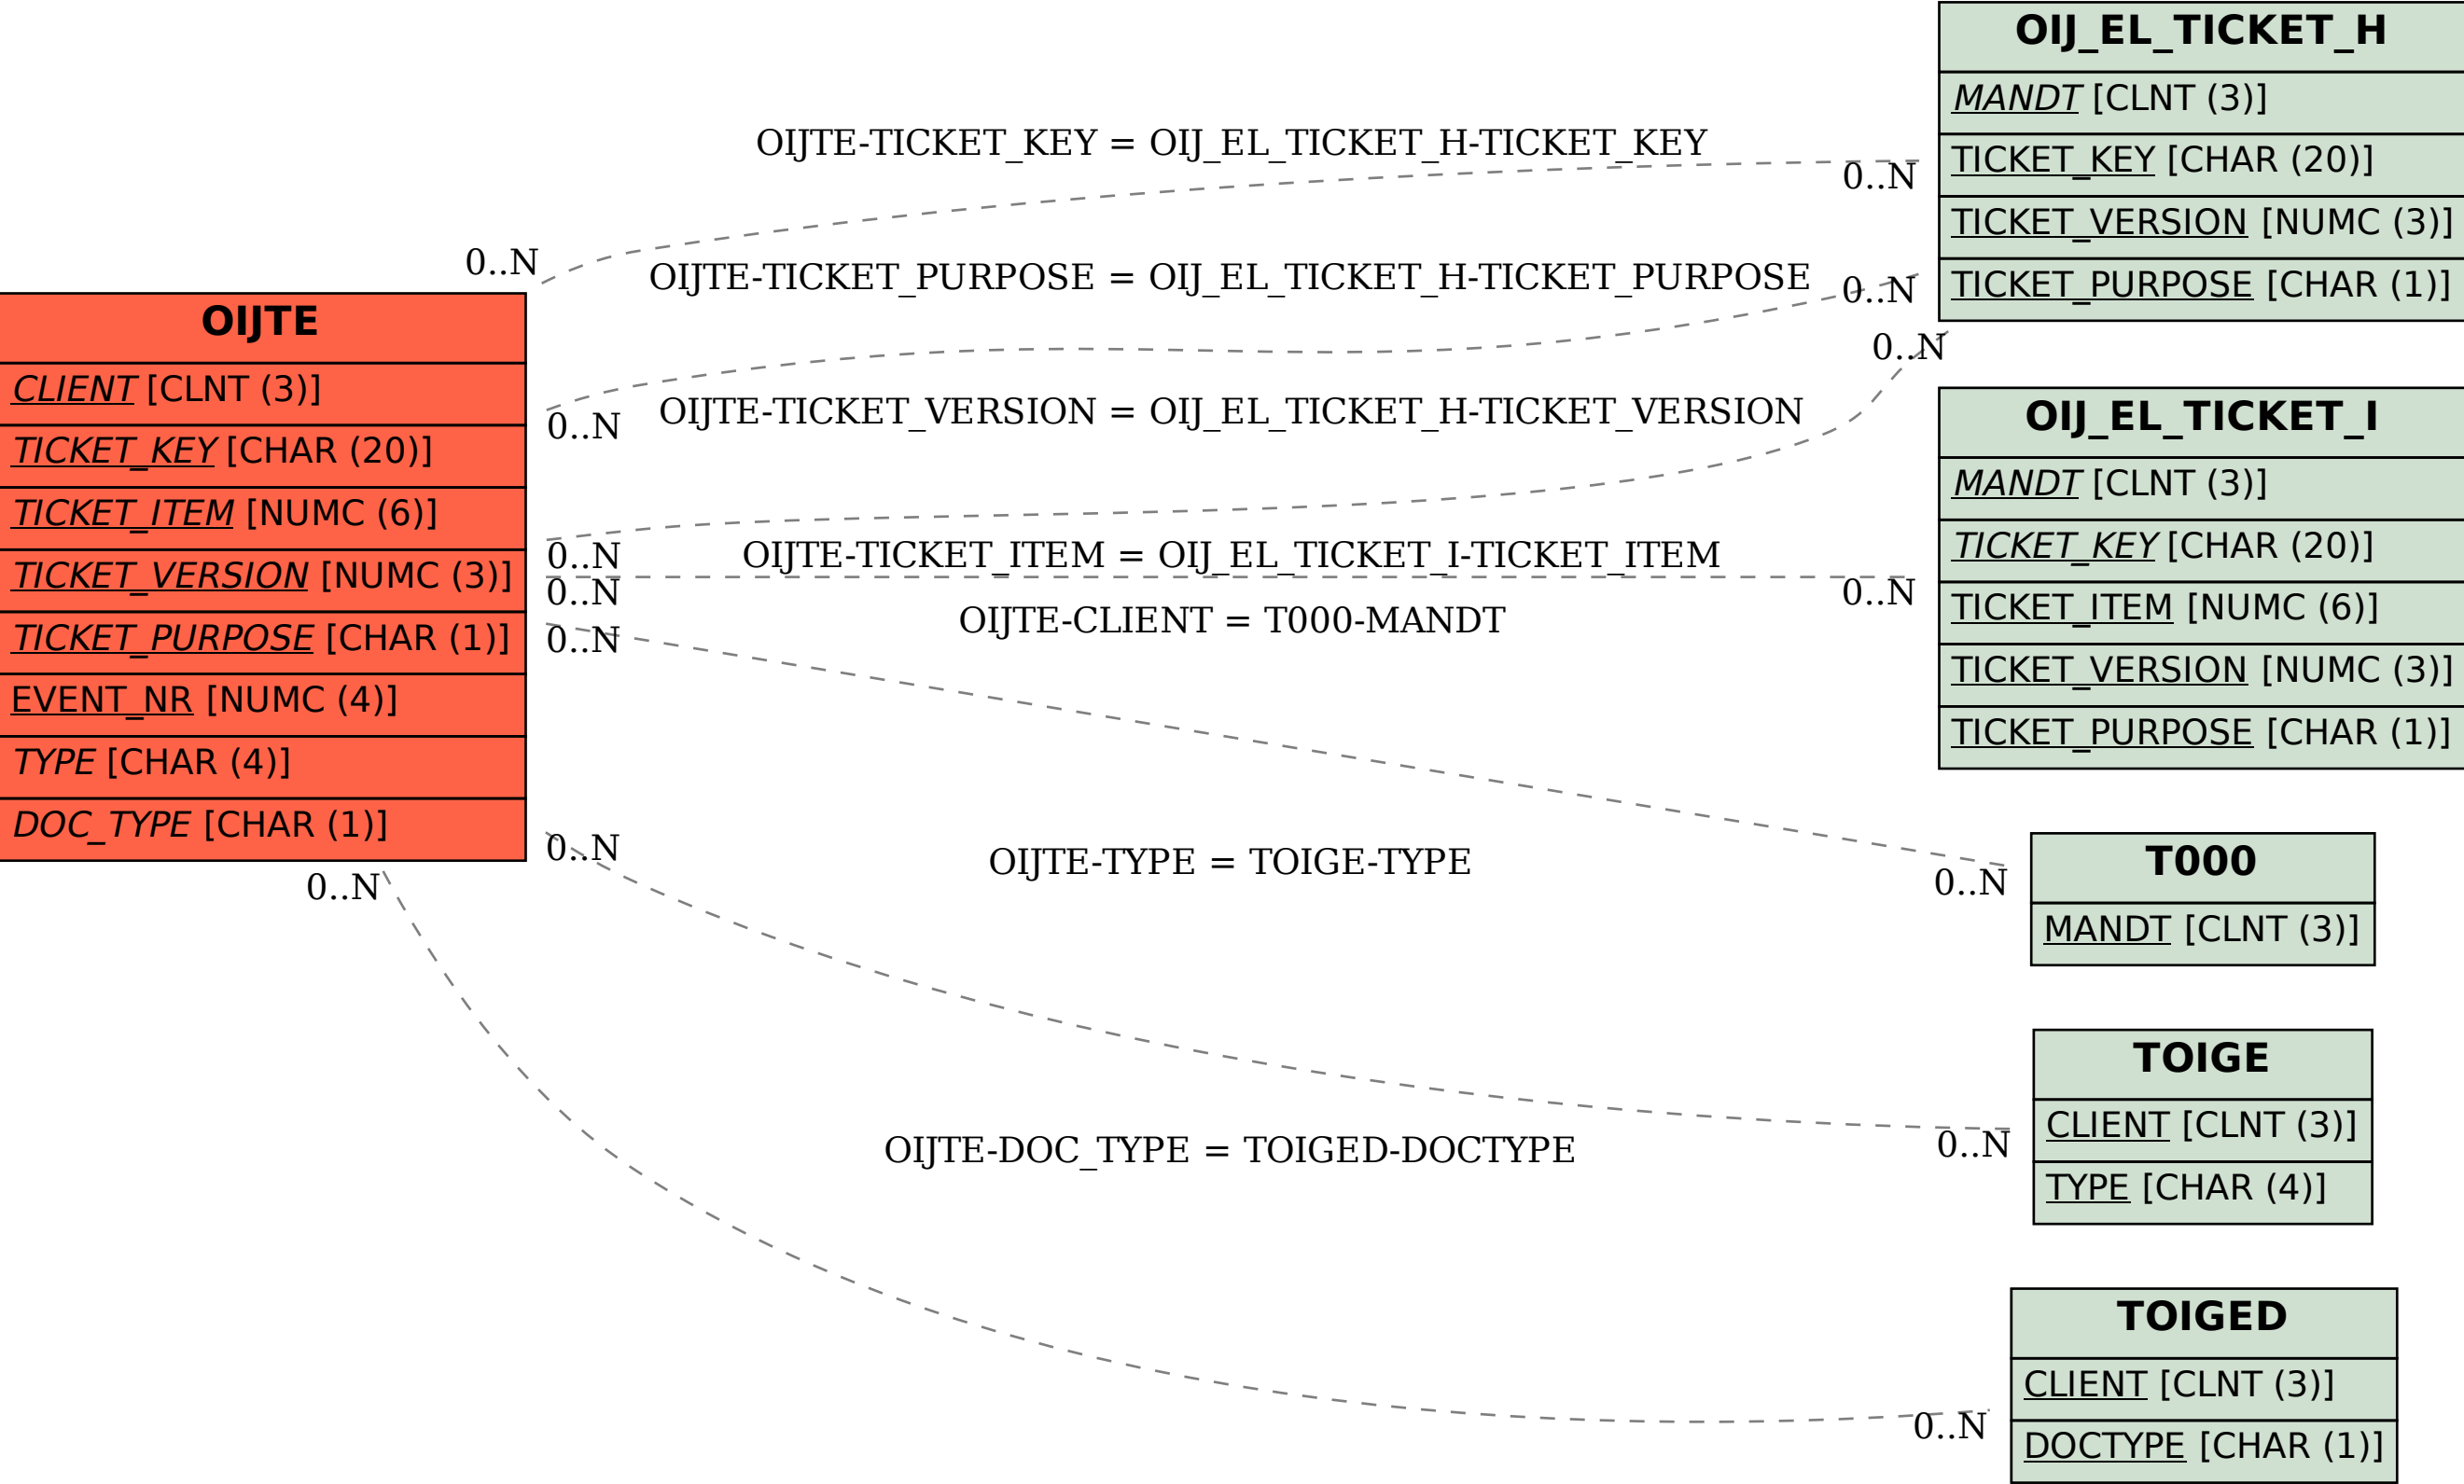 OIJTE
CLIENT [CLNT (3)]
TICKET_KEY [CHAR (20)]
TICKET_ITEM [NUMC (6)]
TICKET_VERSION [NUMC (3)]
TICKET_PURPOSE [CHAR (1)]
EVENT_NR [NUMC (4)]
TYPE [CHAR (4)]
DOC_TYPE [CHAR (1)]
OIJTE-TICKET_KEY = OIJ_EL_TICKET_H-TICKET_KEY
0..N
0..N
OIJTE-TICKET_PURPOSE = OIJ_EL_TICKET_H-TICKET_PURPOSE
0..N
0..N
OIJTE-TICKET_VERSION = OIJ_EL_TICKET_H-TICKET_VERSION
0..N
0..N
OIJTE-TICKET_ITEM = OIJ_EL_TICKET_I-TICKET_ITEM
0..N
0..N
OIJTE-CLIENT = T000-MANDT
0..N
0..N
OIJTE-TYPE = TOIGE-TYPE
0..N
0..N
OIJTE-DOC_TYPE = TOIGED-DOCTYPE
0..N
0..N
OIJ_EL_TICKET_H
MANDT [CLNT (3)]
TICKET_KEY [CHAR (20)]
TICKET_VERSION [NUMC (3)]
TICKET_PURPOSE [CHAR (1)]
OIJ_EL_TICKET_I
MANDT [CLNT (3)]
TICKET_KEY [CHAR (20)]
TICKET_ITEM [NUMC (6)]
TICKET_VERSION [NUMC (3)]
TICKET_PURPOSE [CHAR (1)]
T000
MANDT [CLNT (3)]
TOIGE
CLIENT [CLNT (3)]
TYPE [CHAR (4)]
TOIGED
CLIENT [CLNT (3)]
DOCTYPE [CHAR (1)]